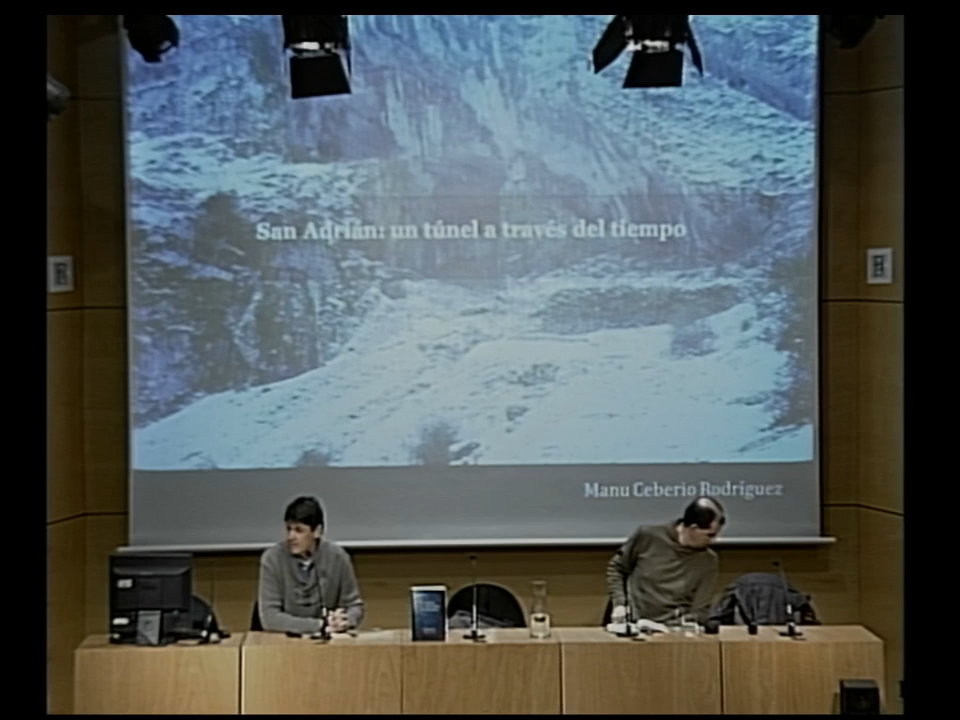 San Adrián: un túnel a través del tiempo
Manu Ceberio Rodríguez